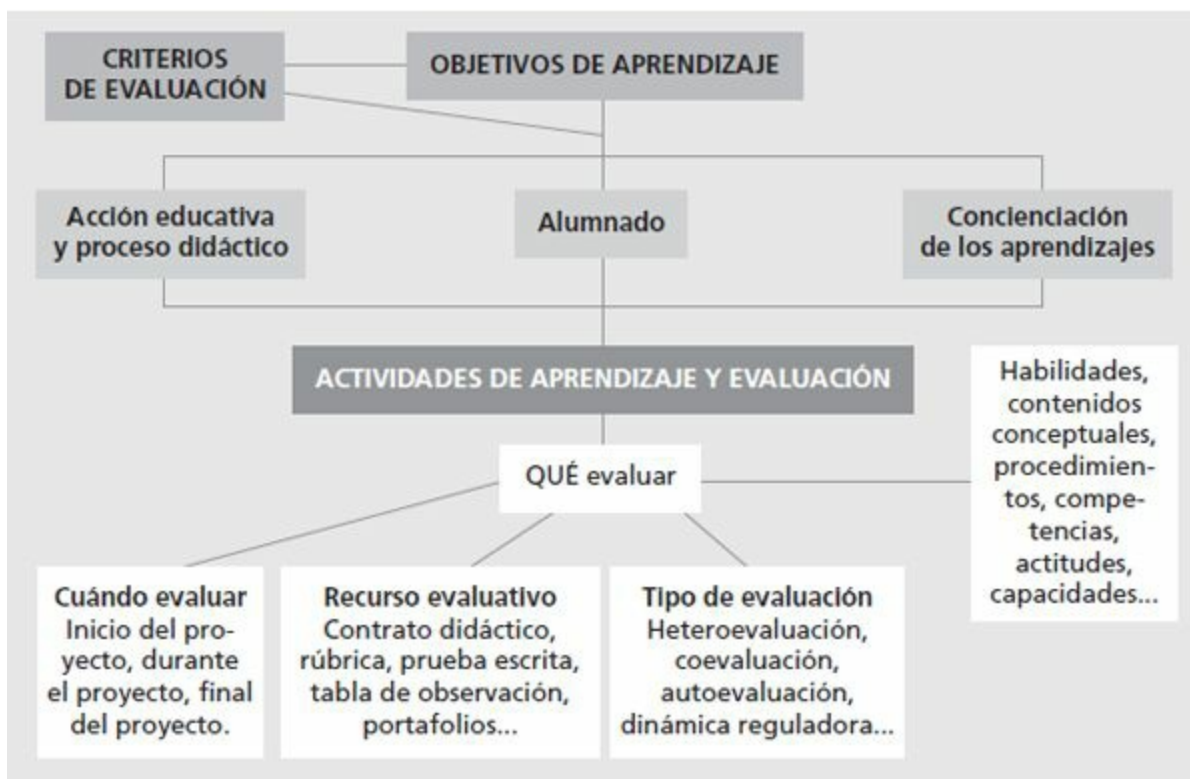 CRITERIOS
DE EVALUACIÓN
OBJETIVOS DE APRENDIZAJE
Acción educativa
y proceso didáctico
Alumnado
Concienciación
de los aprendizajes
ACTIVIDADES DE APRENDIZAJE Y EVALUACIÓN
QUÉ evaluar
Habilidades,
contenidos
conceptuales,
procedimien-
tos, compe-
tencias,
actitudes,
capacidades...
Cuándo evaluar
Inicio del pro-
yecto, durante
el proyecto, final
del proyecto.
Recurso evaluativo
Contrato didáctico,
rúbrica, prueba escrita,
tabla de observación,
portafolios...
Tipo de evaluación
Heteroevaluación,
coevaluación,
autoevaluación,
dinámica reguladora...